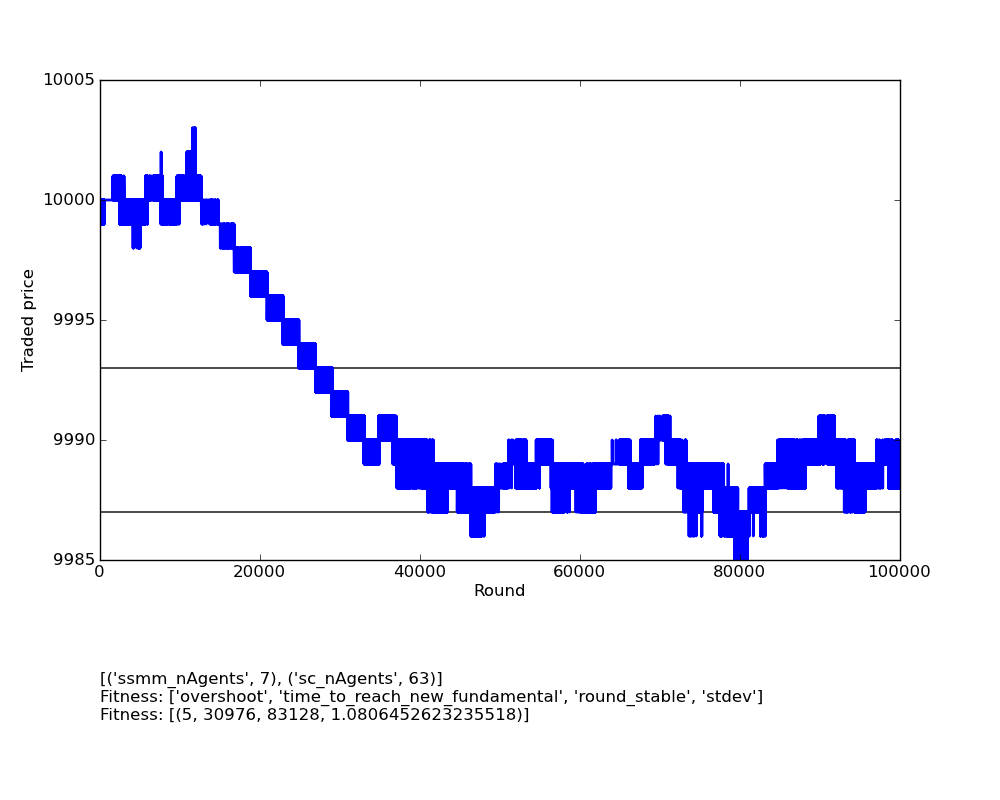 10005
10000
9995
9990
9985
Traded price
0 20000 40000 60000 80000 100000
Round
[('ssmm_nAgents', 7), ('sc_nAgents', 63)]
Fitness: ['overshoot', 'time_to_reach_new_fundamental', 'round_stable', 'stdev']
Fitness: [(5, 30976, 83128, 1.0806452623235518)]